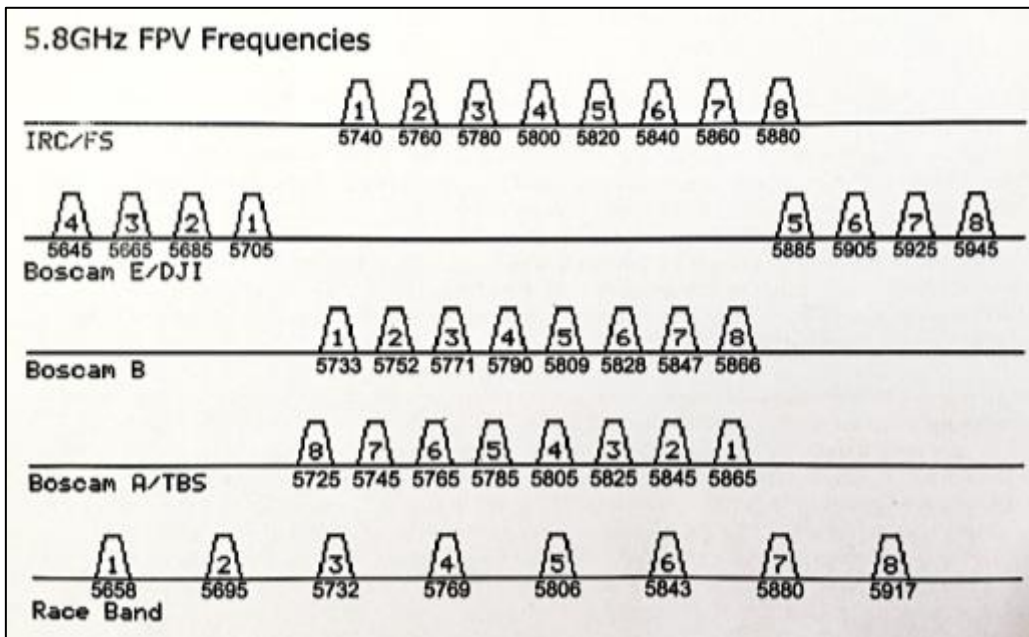 5.8GHz FPV Frequencies
1 2 3 4 5 6 7 8
5740 5760 5780 5800 5820 5840 5860 5880
IRC/FS
4 3 2 1 5 6 7 8
5645 5665 5685 5705 5885 5905 5925 5945
Boscam E/DJI
1 2 3 4 5 6 7 8
5733 5752 5771 5790 5809 5828 5847 5866
Boscam B
8 7 6 5 4 3 2 1
5725 5745 5765 5785 5805 5825 5845 5865
Boscam A/TBS
1 2 3 4 5 6 7 8
5658 5695 5732 5769 5806 5843 5880 5917
Race Band